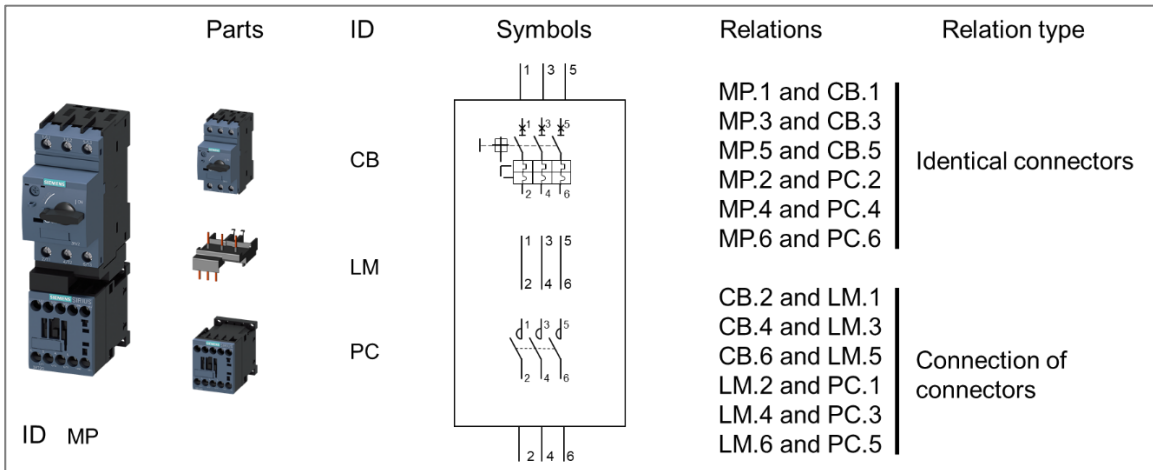 Parts ID Symbols Relations Relation type
1 3 5
MP.1 and CB.1
MP.3 and CB.3
MP.5 and CB.5
MP.2 and PC.2
MP.4 and PC.4
MP.6 and PC.6
Identical connectors
CB
1 3 5
2 4 6
LM
1 3 5
2 4 6
PC
1 3 5
2 4 6
CB.2 and LM.1
CB.4 and LM.3
CB.6 and LM.5
LM.2 and PC.1
LM.4 and PC.3
LM.6 and PC.5
Connection of
connectors
SIEMENS
SIEMENS
SIEMENS
ID MP
2 4 6